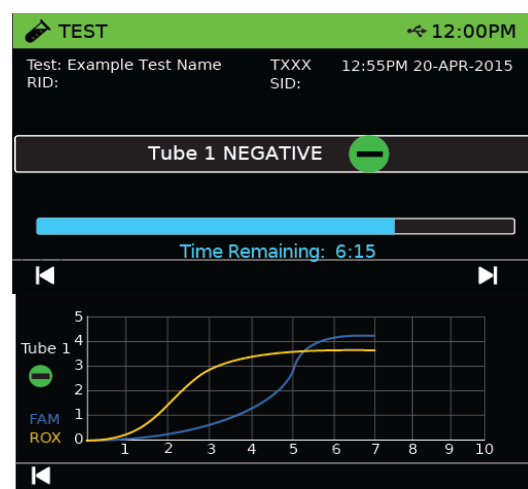 TEST 12:00PM
Test: Example Test Name TXXX 12:55PM 20-APR-2015
RID: SID:
Tube 1 NEGATIVE
Time Remaining: 6:15
5
Tube 1 4
3
2
FAM 1
ROX 0
1 2 3 4 5 6 7 8 9 10